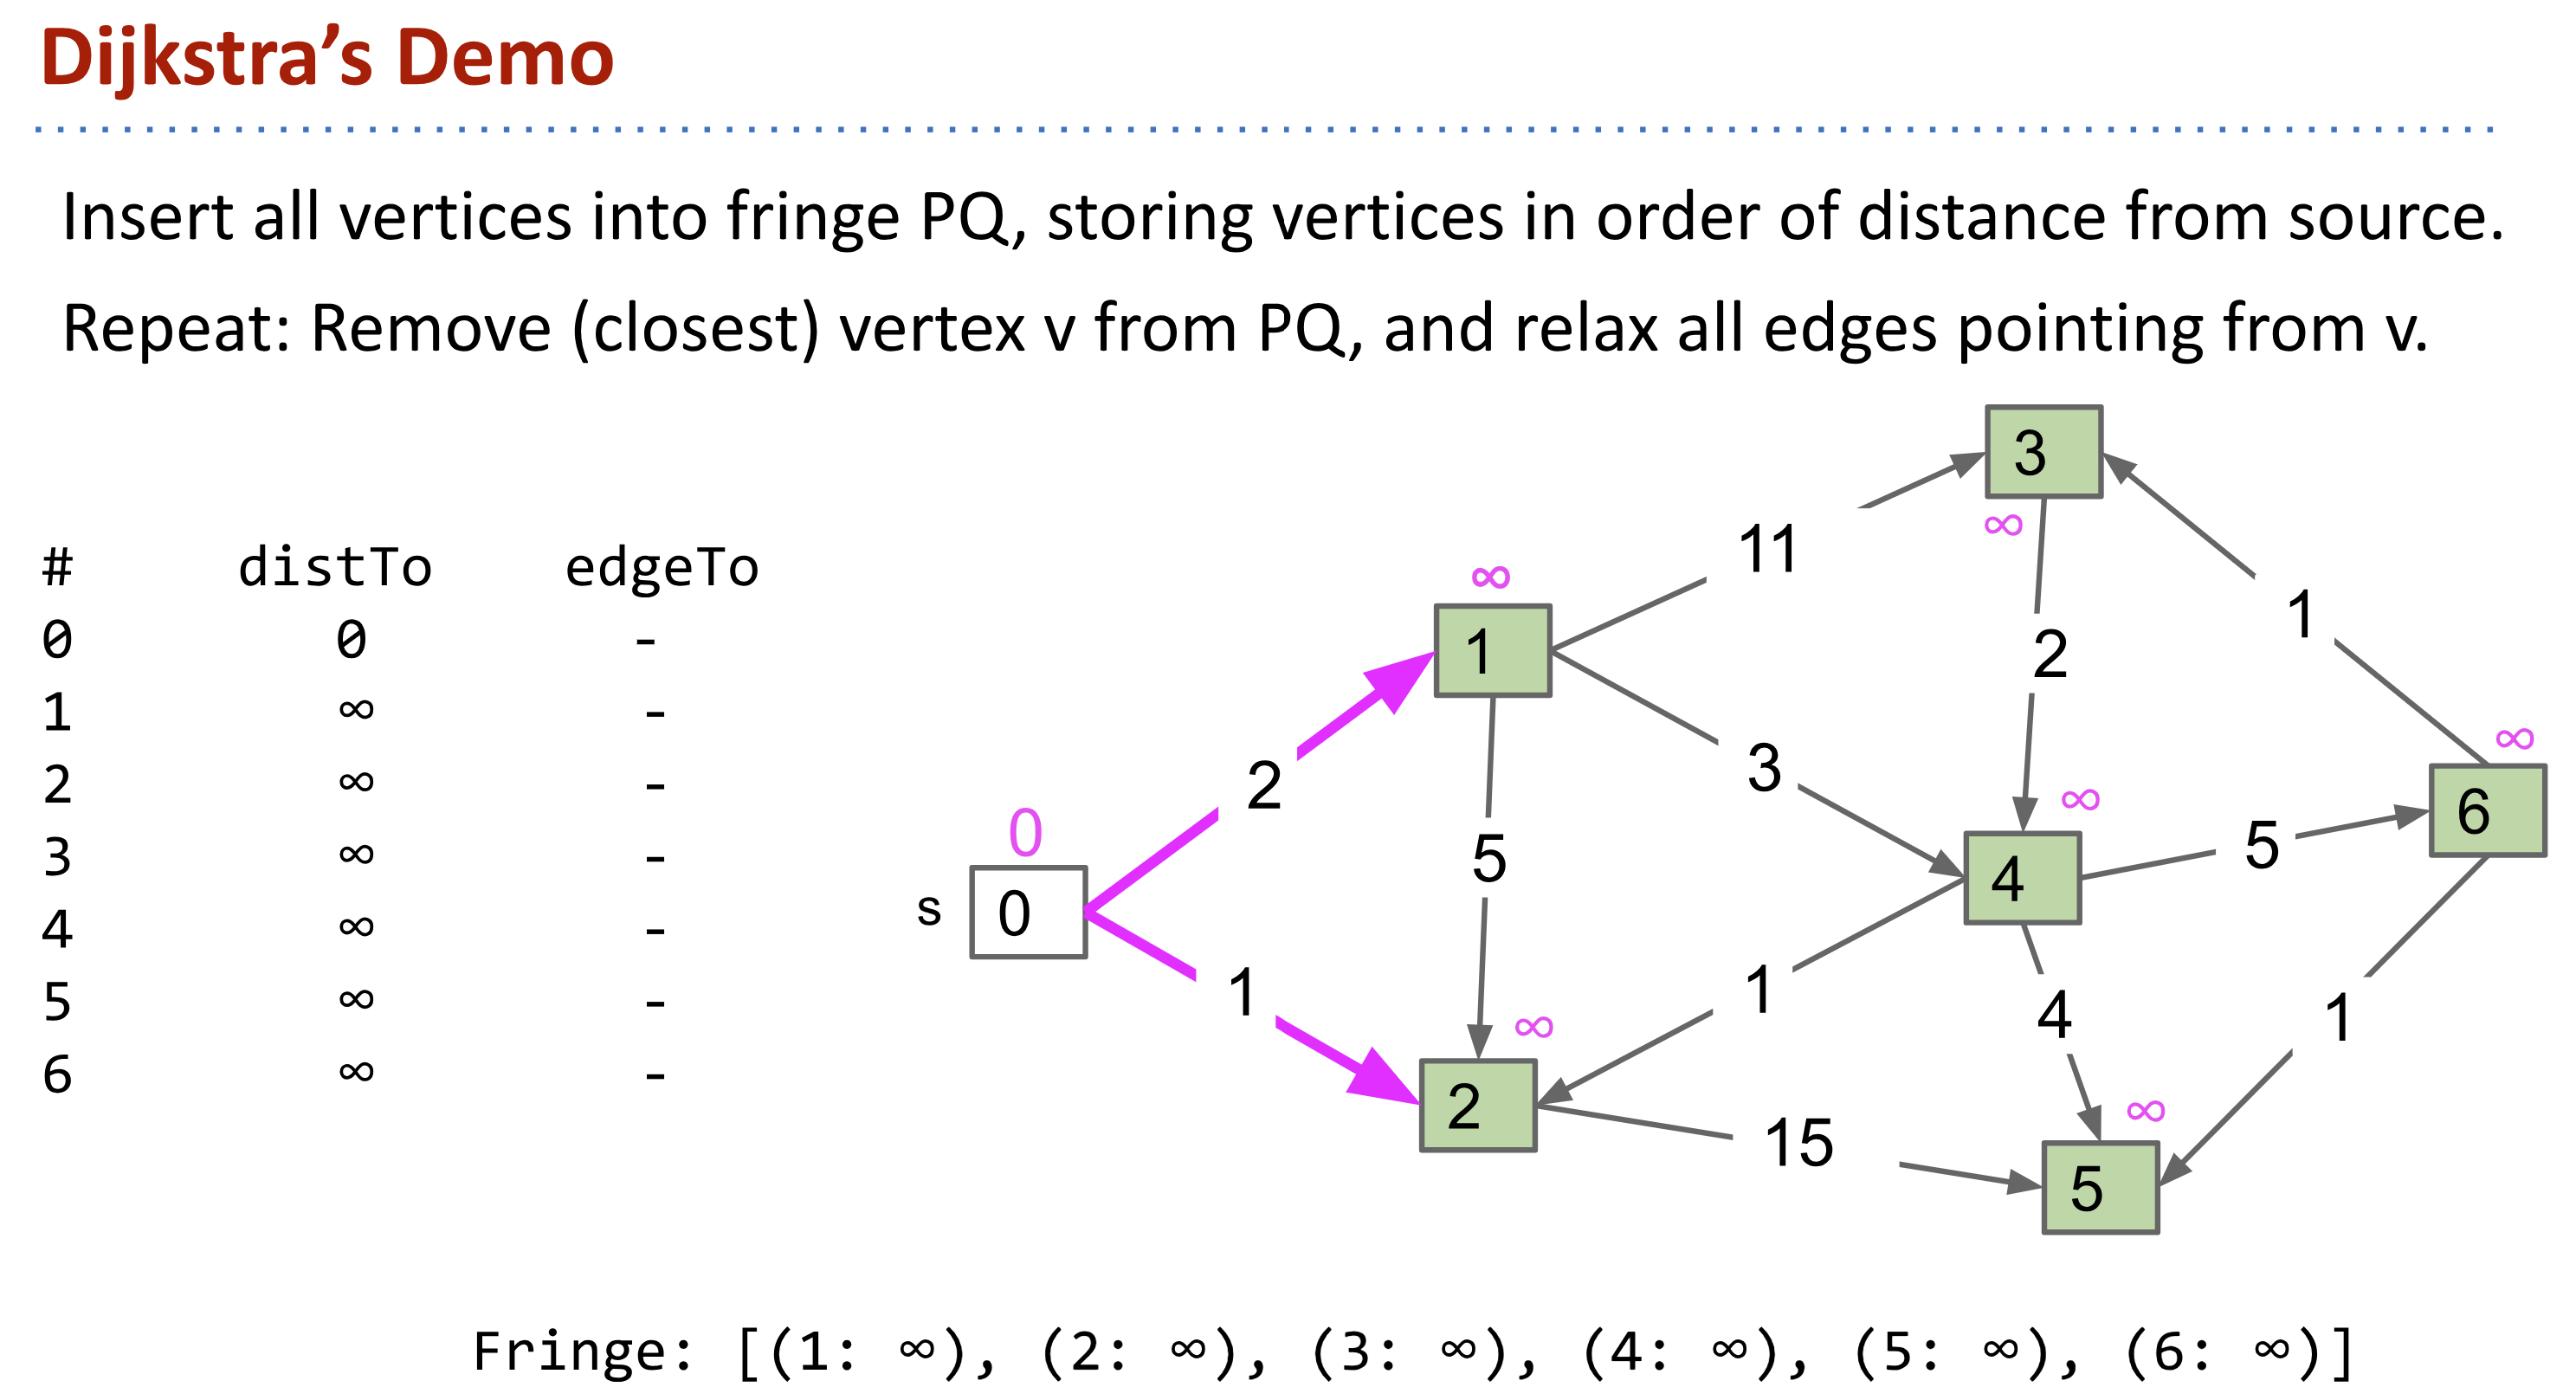 Dijkstra’s Demo
Insert all vertices into fringe PQ, storing vertices in order of distance from source.
Repeat: Remove (closest) vertex v from PQ, and relax all edges pointing from v.
# distTo edgeTo
0 0 -
1 ∞ -
2 ∞ -
3 ∞ -
4 ∞ -
5 ∞ -
6 ∞ -
3
∞
11
∞
1
1
2
2
3
∞
6
0
∞
5
5
4
s 0
1
1
4
1
∞
2
∞
15
5
Fringe: [(1: ∞), (2: ∞), (3: ∞), (4: ∞), (5: ∞), (6: ∞)]